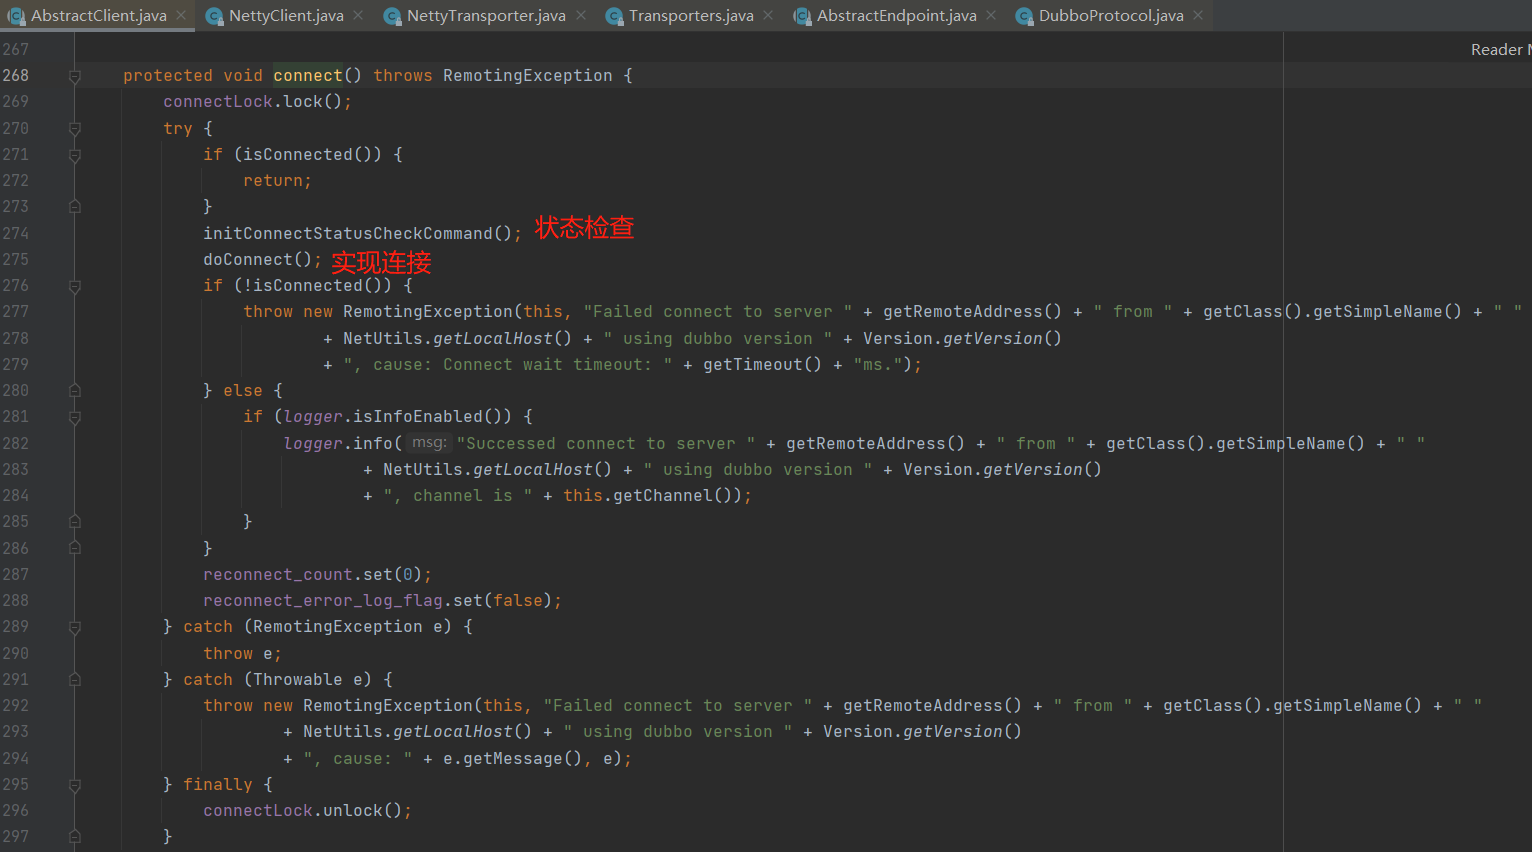 AbstractClient.java NettyClient.java NettyTransporter.java Transporters.java AbstractEndpoint.java DubboProtocol.java
267 Reader M
268 protected void connect() throws RemotingException {
269 connectLock.lock();
270 try {
271 if (isConnected()) {
272 return;
273 }
274 initConnectStatusCheckCommand(); 状态检查
275 doConnect(); 实现连接
276 if (!isConnected()) {
277 throw new RemotingException(this, "Failed connect to server " + getRemoteAddress() + " from " + getClass().getSimpleName() + " "
278 + NetUtils.getLocalHost() + " using dubbo version " + Version.getVersion()
279 + ", cause: Connect wait timeout: " + getTimeout() + "ms.");
280 } else {
281 if (logger.isInfoEnabled()) {
282 logger.info( msg: "Successed connect to server " + getRemoteAddress() + " from " + getClass().getSimpleName() + " "
283 + NetUtils.getLocalHost() + " using dubbo version " + Version.getVersion()
284 + ", channel is " + this.getChannel());
285 }
286 }
287 reconnect_count.set(0);
288 reconnect_error_log_flag.set(false);
289 } catch (RemotingException e) {
290 throw e;
291 } catch (Throwable e) {
292 throw new RemotingException(this, "Failed connect to server " + getRemoteAddress() + " from " + getClass().getSimpleName() + " "
293 + NetUtils.getLocalHost() + " using dubbo version " + Version.getVersion()
294 + ", cause: " + e.getMessage(), e);
295 } finally {
296 connectLock.unlock();
297 }